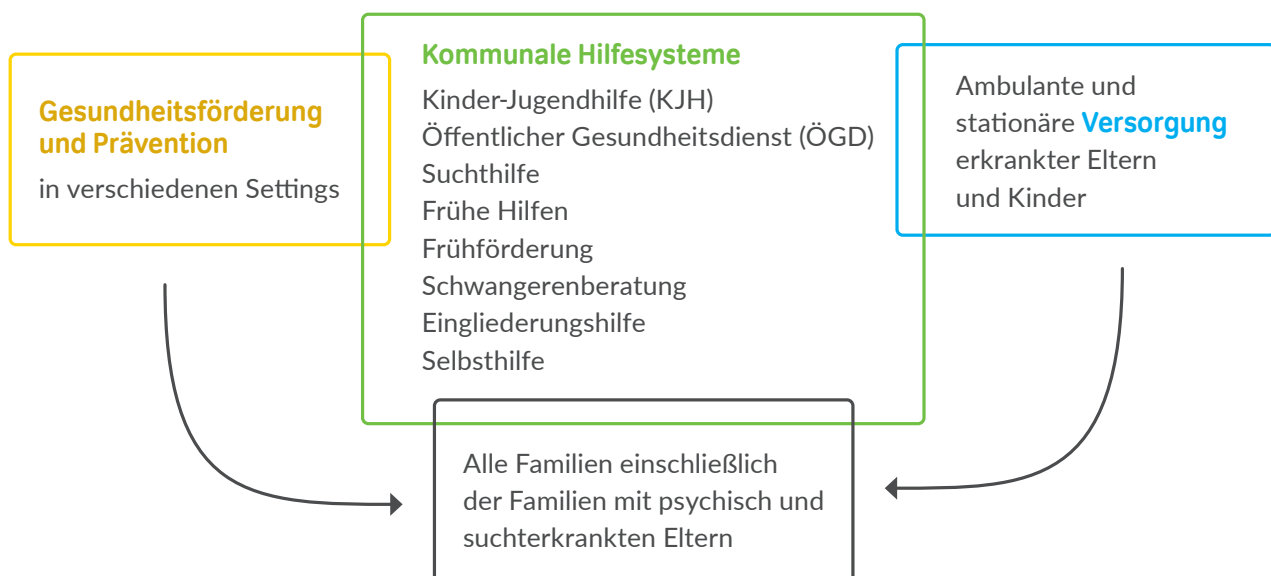 Gesundheitsförderung
und Prävention
in verschiedenen Settings
Kommunale Hilfesysteme
Kinder-Jugendhilfe (KJH)
Öffentlicher Gesundheitsdienst (ÖGD)
Suchthilfe
Frühe Hilfen
Frühförderung
Schwangerenberatung
Eingliederungshilfe
Selbsthilfe
Ambulante und
stationäre Versorgung
erkrankter Eltern
und Kinder
Alle Familien einschließlich
der Familien mit psychisch und
suchterkrankten Eltern